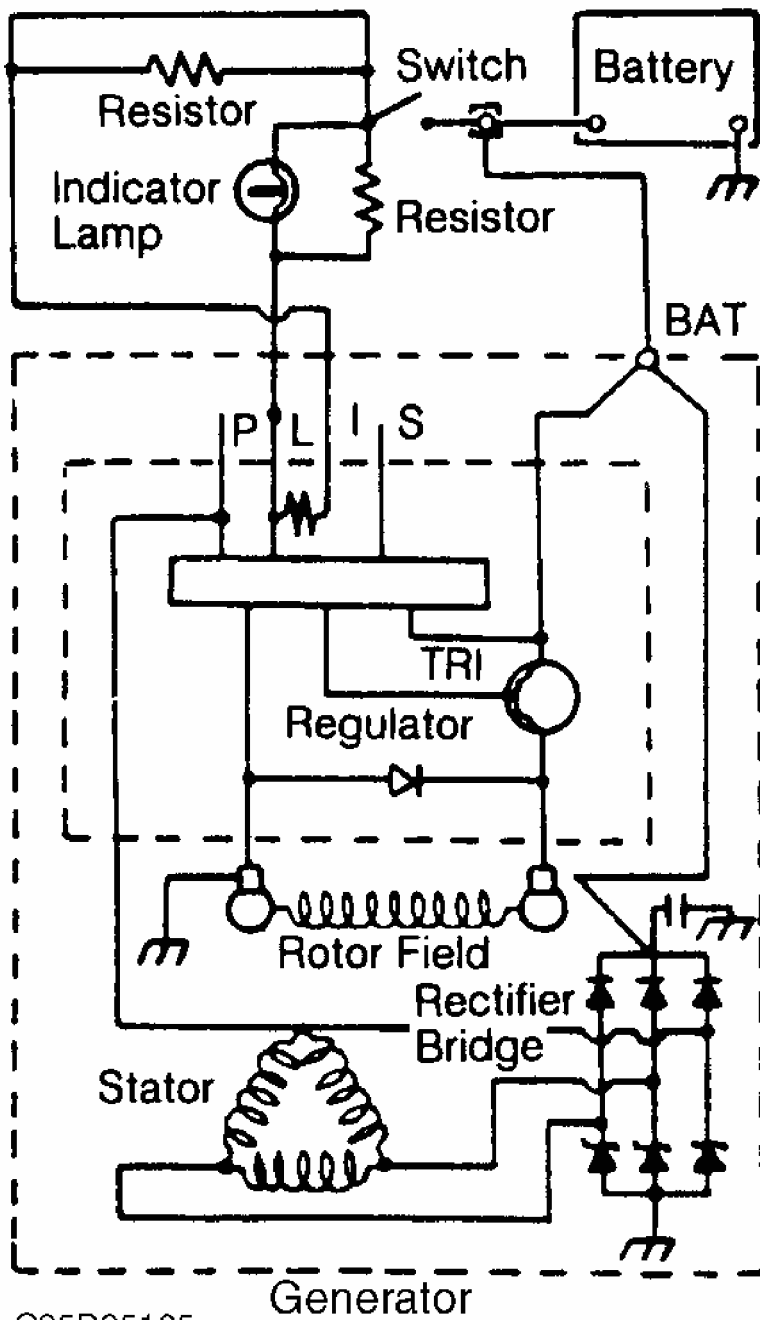 Switch
Battery
Resistor
Indicator
Lamp
Resistor
BAT
P L I S
TRI
Regulator
Rotor Field
Rectifier
Bridge
Stator
Generator